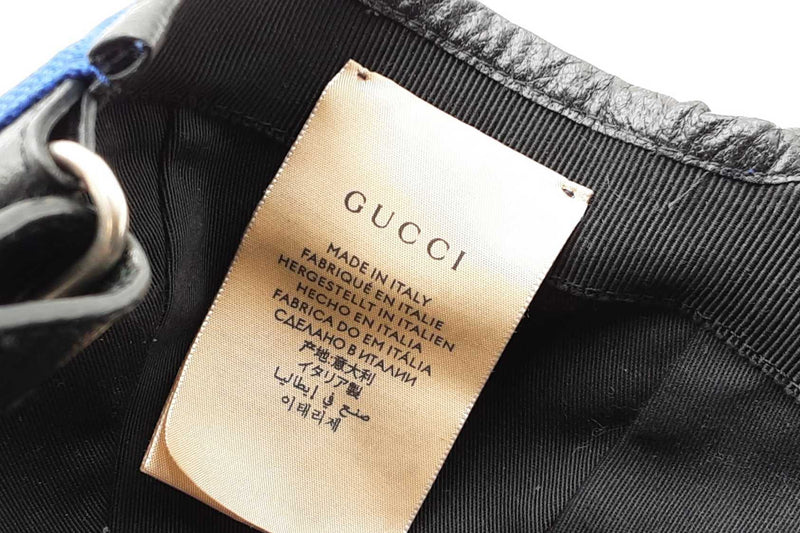 GUCCI
MADE IN ITALY
FABRIQUÉ EN ITALIE
HERGESTELLT IN ITALIEN
HECHO EN ITALIA
FABRICA DO EM ITÁLIA
СДЕЛАНО В ИТАЛИИ
产地 意大利
イタリア製
صنع في إيطاليا
이태리제